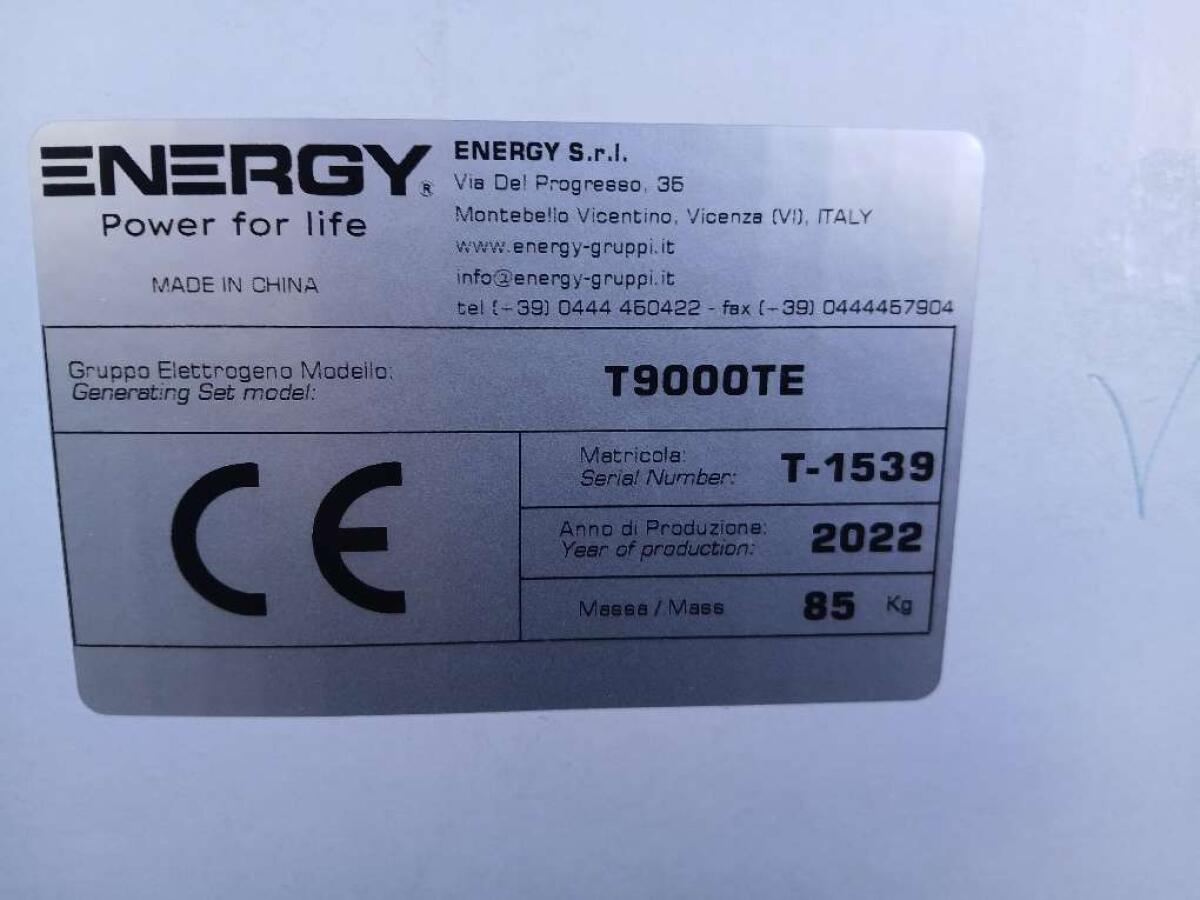 ENERGY®
Power for life
MADE IN CHINA
ENERGY S.r.l.
Via Del Progresso, 35
Montebello Vicentino, Vicenza (VI), ITALY
www.energy-gruppi.it
info@energy-gruppi.it
tel (+39) 0444 450422 - fax (+39) 0444457904
Gruppo Elettrogeno Modello:
Generating Set model:
T9000TE
CE
Matricola:
Serial Number:
T-1539
Anno di Produzione:
Year of production:
2022
Massa / Mass
85 Kg